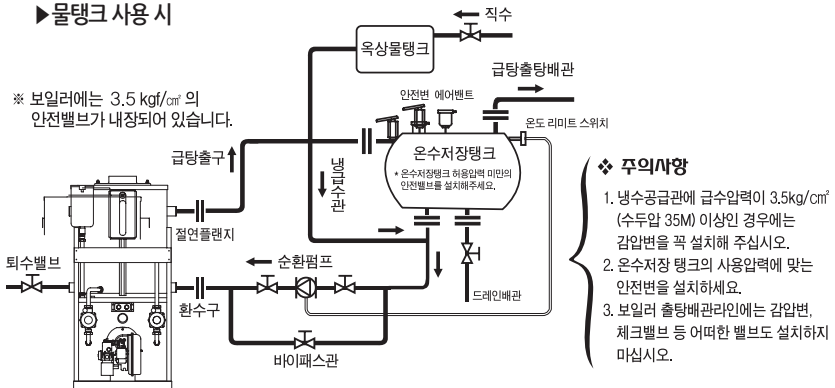 ▶물탱크 사용 시
직수
옥상물탱크
급탕출탕배관
※ 보일러에는 3.5 kgf/㎠ 의
안전밸브가 내장되어 있습니다.
안전변 에어밴트
온도 리미트 스위치
온수저장탱크
* 온수저장탱크 허용압력 미만의
안전밸브를 설치해주세요.
급탕출구
냉급수관
절연플랜지
퇴수밸브
순환펌프
환수구
드레인배관
바이패스관
❖ 주의사항
1. 냉수공급관에 급수압력이 3.5kg/㎠
(수두압 35M) 이상인 경우에는
감압변을 꼭 설치해 주십시오.
2. 온수저장 탱크의 사용압력에 맞는
안전변을 설치하세요.
3. 보일러 출탕배관라인에는 감압변,
체크밸브 등 어떠한 밸브도 설치하지
마십시오.